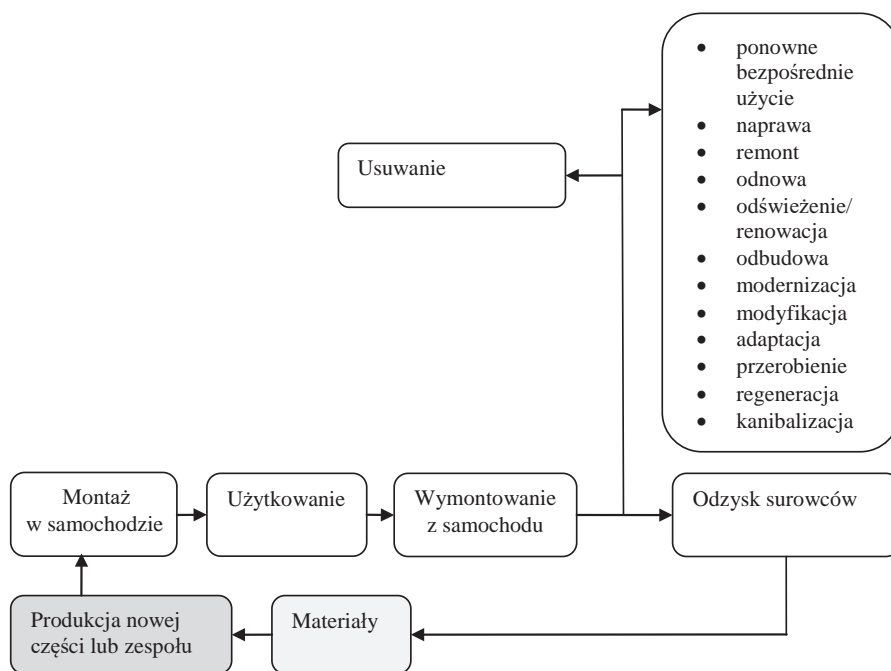 • ponowne
bezpośrednie
użycie
• naprawa
• remont
• odnowa
• odświeżenie/
renowacja
• odbudowa
• modernizacja
• modyfikacja
• adaptacja
• przerobienie
• regeneracja
• kanibalizacja
Usuwanie
Montaż
w samochodzie
Użytkowanie
Wymontowanie
z samochodu
Odzysk surowców
Produkcja nowej
części lub zespołu
Materiały